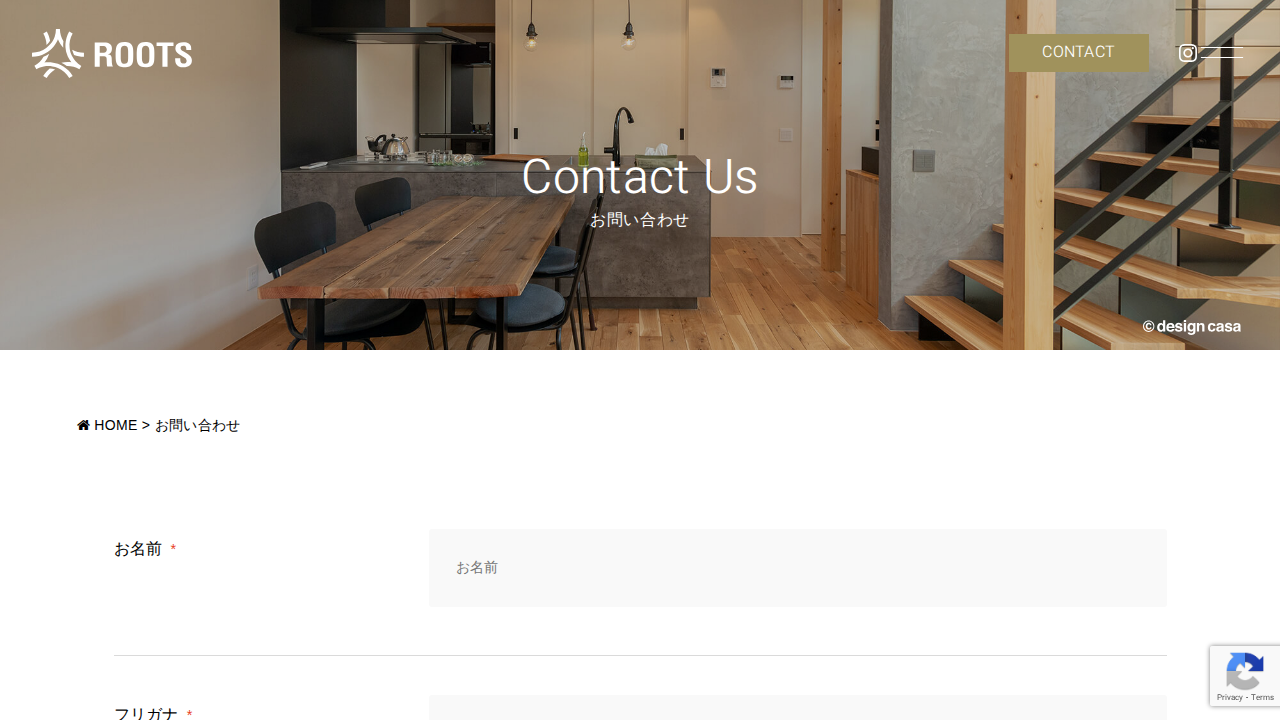 ROOTS
CONTACT
Contact Us
お問い合わせ
© design casa
HOME > お問い合わせ
お名前 *
お名前
フリガナ *
Privacy - Terms